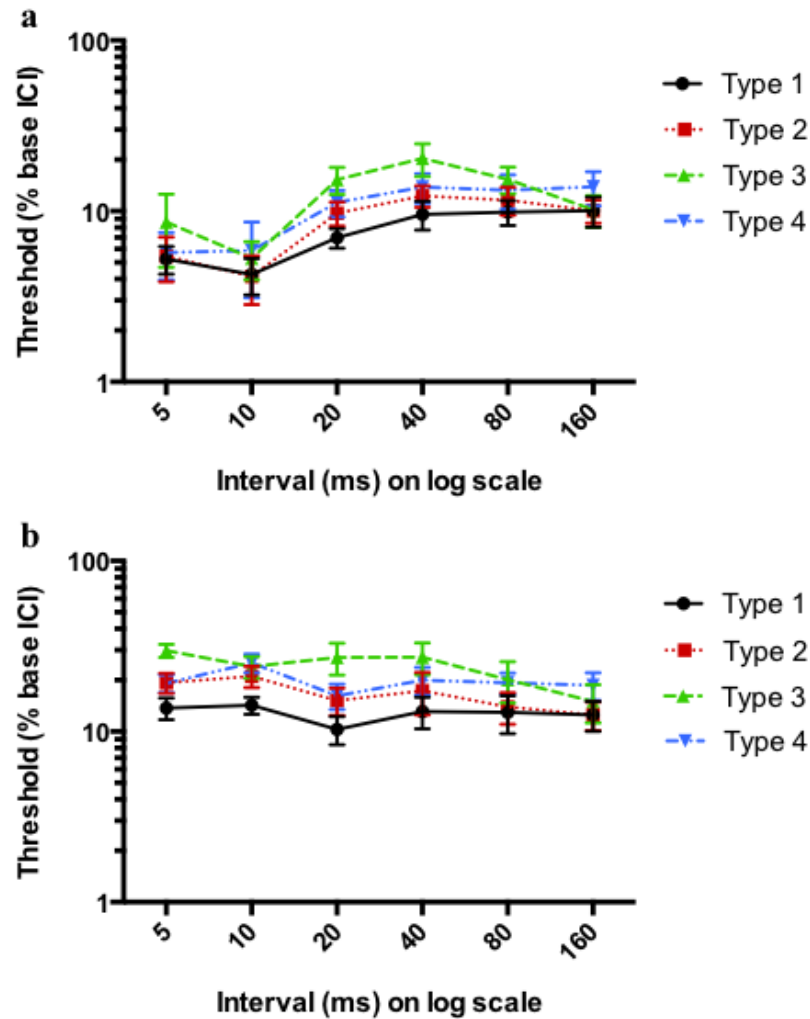 a
100
10
1
Threshold (% base ICI)
5 10 20 40 80 160
Interval (ms) on log scale
Type 1
Type 2
Type 3
Type 4
b
100
10
1
Threshold (% base ICI)
5 10 20 40 80 160
Interval (ms) on log scale
Type 1
Type 2
Type 3
Type 4